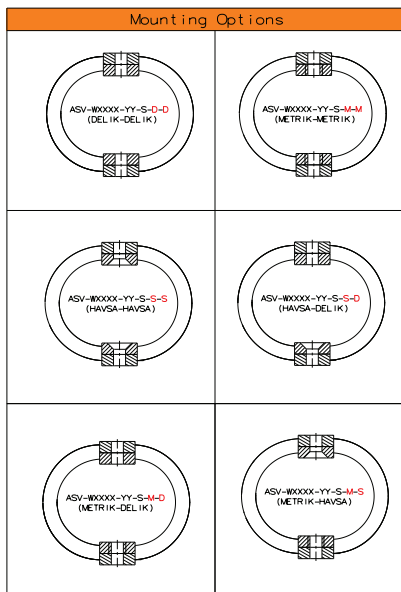 Mounting Options
ASV-WXXXX-YY-S-D-D
(DELIK-DELIK)
ASV-WXXXX-YY-S-M-M
(METRIK-METRIK)
ASV-WXXXX-YY-S-S-S
(HAVSA-HAVSA)
ASV-WXXXX-YY-S-S-D
(HAVSA-DELIK)
ASV-WXXXX-YY-S-M-D
(METRIK-DELIK)
ASV-WXXXX-YY-S-M-S
(METRIK-HAVSA)